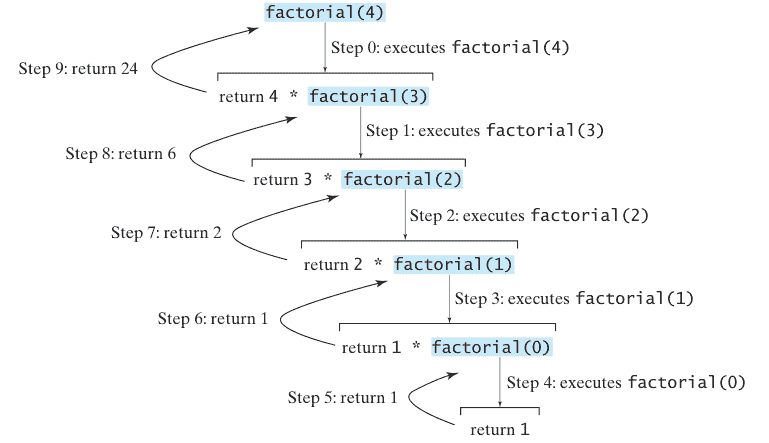 factorial(4)
Step 0: executes factorial(4)
Step 9: return 24
return 4 * factorial(3)
Step 1: executes factorial(3)
Step 8: return 6
return 3 * factorial(2)
Step 2: executes factorial(2)
Step 7: return 2
return 2 * factorial(1)
Step 3: executes factorial(1)
Step 6: return 1
return 1 * factorial(0)
Step 4: executes factorial(0)
Step 5: return 1
return 1